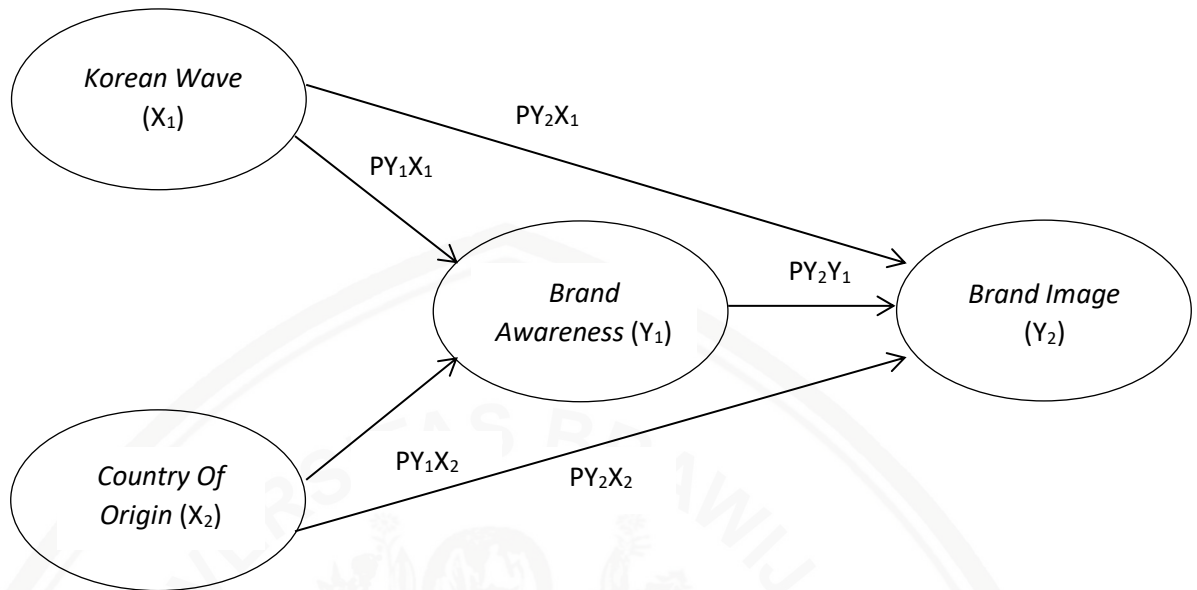 Korean Wave
(X₁)
PY₂X₁
PY₁X₁
Brand
Awareness (Y₁)
PY₂Y₁
Brand Image
(Y₂)
Country Of
Origin (X₂)
PY₁X₂
PY₂X₂